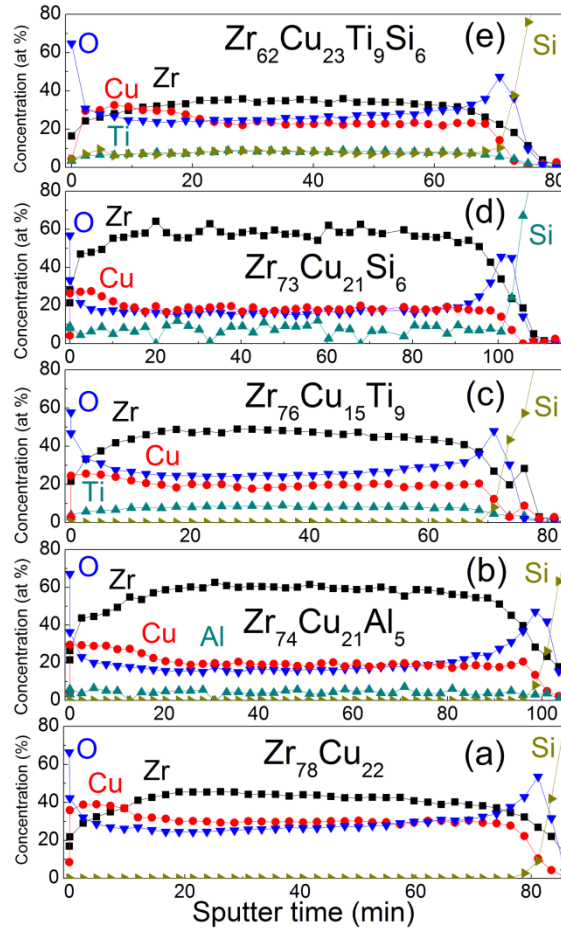 80
60
40
20
0
Concentration (at %)
O
Cu
Zr
Ti
Zr62Cu23Ti9Si6
(e)
Si
0 20 40 60 80
80
60
40
20
0
Concentration (at %)
O
Zr
Cu
Zr73Cu21Si6
(d)
Si
0 20 40 60 80 100
80
60
40
20
0
Concentration (at %)
O
Zr
Cu
Ti
Zr76Cu15Ti9
(c)
Si
0 20 40 60 80
80
60
40
20
0
Concentration (at %)
O
Zr
Cu
Al
Zr74Cu21Al5
(b)
Si
0 20 40 60 80 100
80
60
40
20
0
Concentration (%)
O
Cu
Zr
Zr78Cu22
(a)
Si
0 20 40 60 80
Sputter time (min)